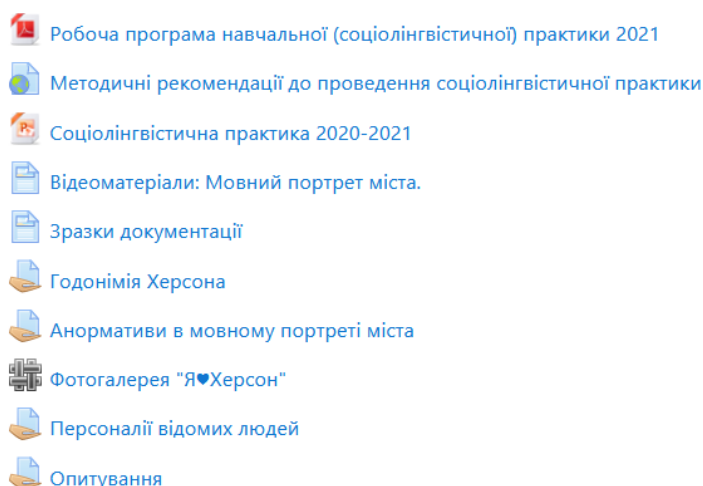 Робоча програма навчальної (соціолінгвістичної) практики 2021
Методичні рекомендації до проведення соціолінгвістичної практики
Соціолінгвістична практика 2020-2021
Відеоматеріали: Мовний портрет міста.
Зразки документації
Годонімія Херсона
Анормативи в мовному портреті міста
Фотогалерея "Я♥Херсон"
Персоналії відомих людей
Опитування